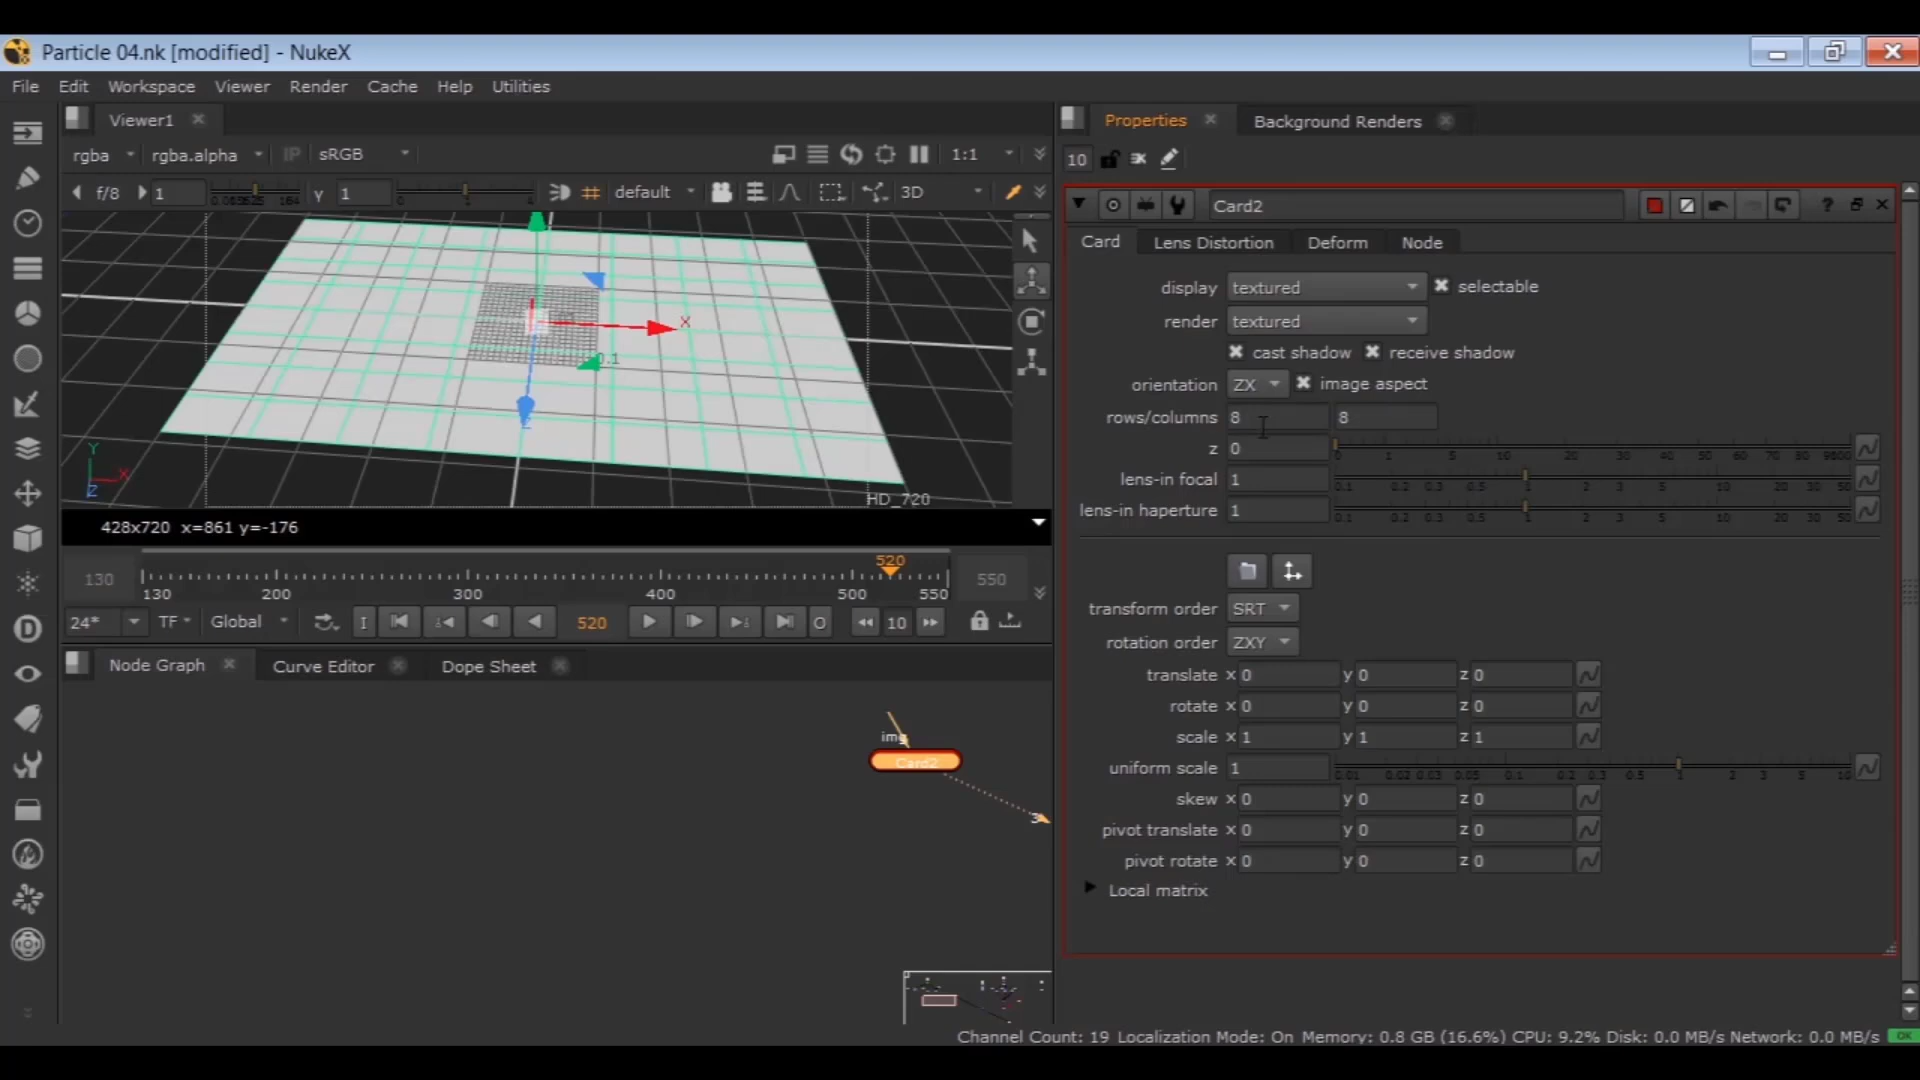 Particle 04.nk [modified] - NukeX
File Edit Workspace Viewer Render Cache Help Utilities
Viewer1
rgba rgba.alpha IP sRGB 1:1
f/8 1 y 1 default 3D
X
0.1
Y
X
Z
HD_720
428x720 x=861 y=-176
130 130 200 300 400 500 520 550 550
24* TF Global I 520 O 10
Node Graph Curve Editor Dope Sheet
img
Card2
3
Properties Background Renders
10
Card2 ?
Card Lens Distortion Deform Node
display textured selectable
render textured
cast shadow receive shadow
orientation ZX image aspect
rows/columns 8 8
z 0
lens-in focal 1
lens-in haperture 1
transform order SRT
rotation order ZXY
translate x 0 y 0 z 0
rotate x 0 y 0 z 0
scale x 1 y 1 z 1
uniform scale 1
skew x 0 y 0 z 0
pivot translate x 0 y 0 z 0
pivot rotate x 0 y 0 z 0
Local matrix
Channel Count: 19 Localization Mode: On Memory: 0.8 GB (16.6%) CPU: 9.2% Disk: 0.0 MB/s Network: 0.0 MB/s OK